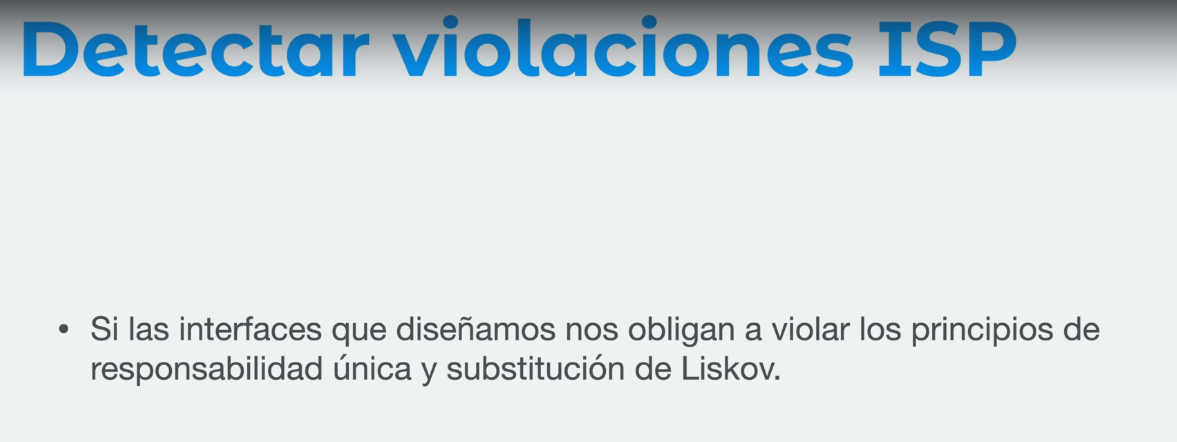 Detectar violaciones ISP
• Si las interfaces que diseñamos nos obligan a violar los principios de
responsabilidad única y substitución de Liskov.